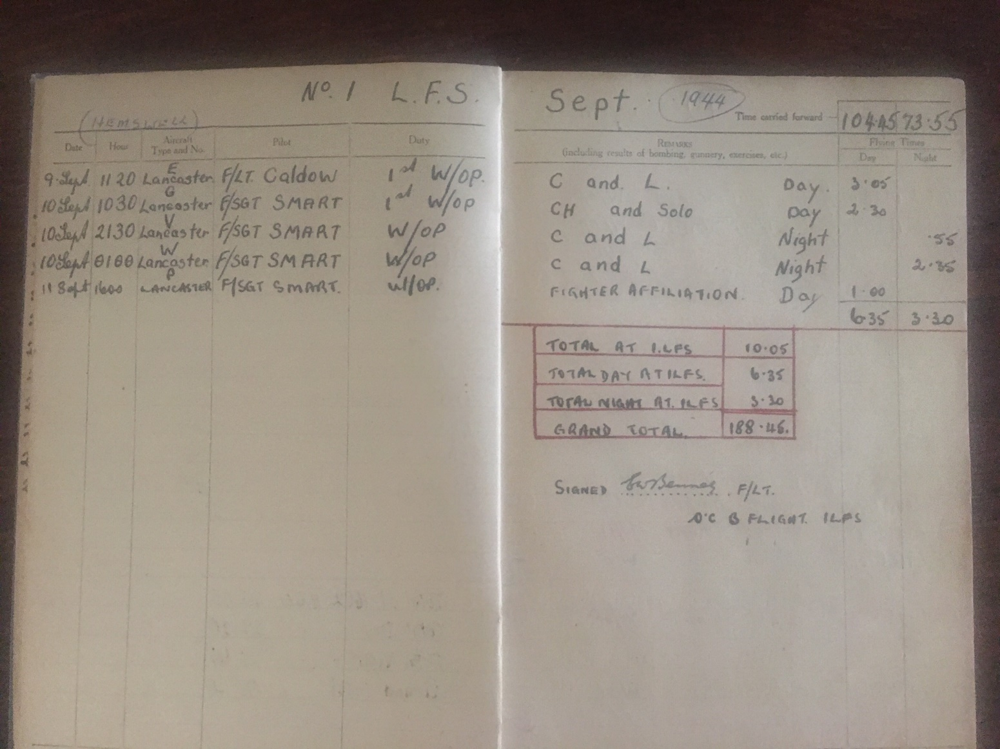 No. 1 L.F.S.
(HEMSWELL)
Date Hour Aircraft Type and No. Pilot Duty
9 Sept 1120 E Lancaster F/LT. Caldow 1st W/OP.
10 Sept 1030 G Lancaster F/SGT SMART 1st W/OP
10 Sept 2130 V Lancaster F/SGT SMART W/OP
10 Sept 0100 W Lancaster F/SGT SMART W/OP
11 Sept 1600 P LANCASTER F/SGT SMART. W/OP.
Sept. 1944
Time carried forward 104.45 73.55
REMARKS
(including results of bombing, gunnery, exercises, etc.)
Flying Times
Day Night
C and L. Day. 3.05
CH and Solo Day 2.30
C and L Night .55
C and L Night 2.35
FIGHTER AFFILIATION. Day 1.00
6.35 3.30
TOTAL AT 1.LFS 10.05
TOTAL DAY AT 1LFS. 6.35
TOTAL NIGHT AT. 1LFS 3.30
GRAND TOTAL. 188.45.
SIGNED F/LT.
O.C B FLIGHT. 1LFS